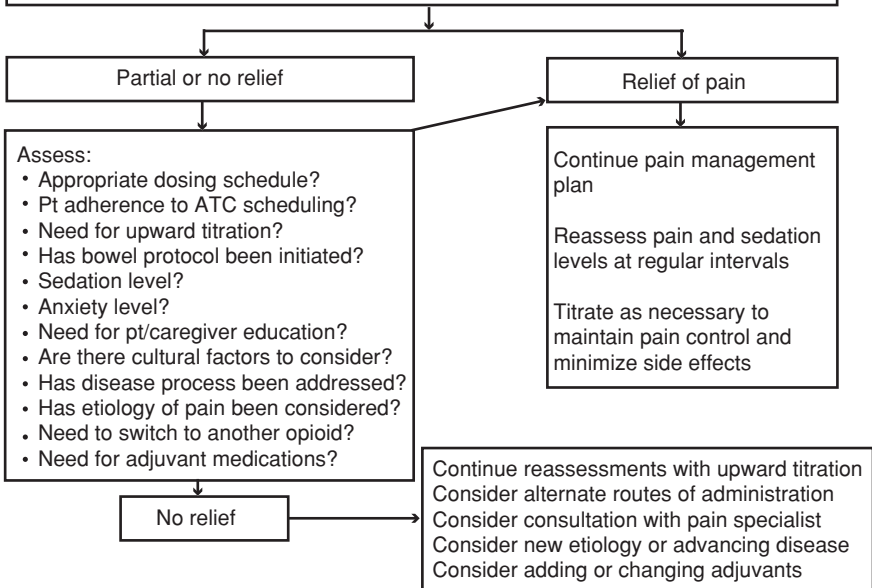 Partial or no relief
Relief of pain
Assess:
• Appropriate dosing schedule?
• Pt adherence to ATC scheduling?
• Need for upward titration?
• Has bowel protocol been initiated?
• Sedation level?
• Anxiety level?
• Need for pt/caregiver education?
• Are there cultural factors to consider?
• Has disease process been addressed?
• Has etiology of pain been considered?
• Need to switch to another opioid?
• Need for adjuvant medications?
Continue pain management
plan
Reassess pain and sedation
levels at regular intervals
Titrate as necessary to
maintain pain control and
minimize side effects
No relief
Continue reassessments with upward titration
Consider alternate routes of administration
Consider consultation with pain specialist
Consider new etiology or advancing disease
Consider adding or changing adjuvants